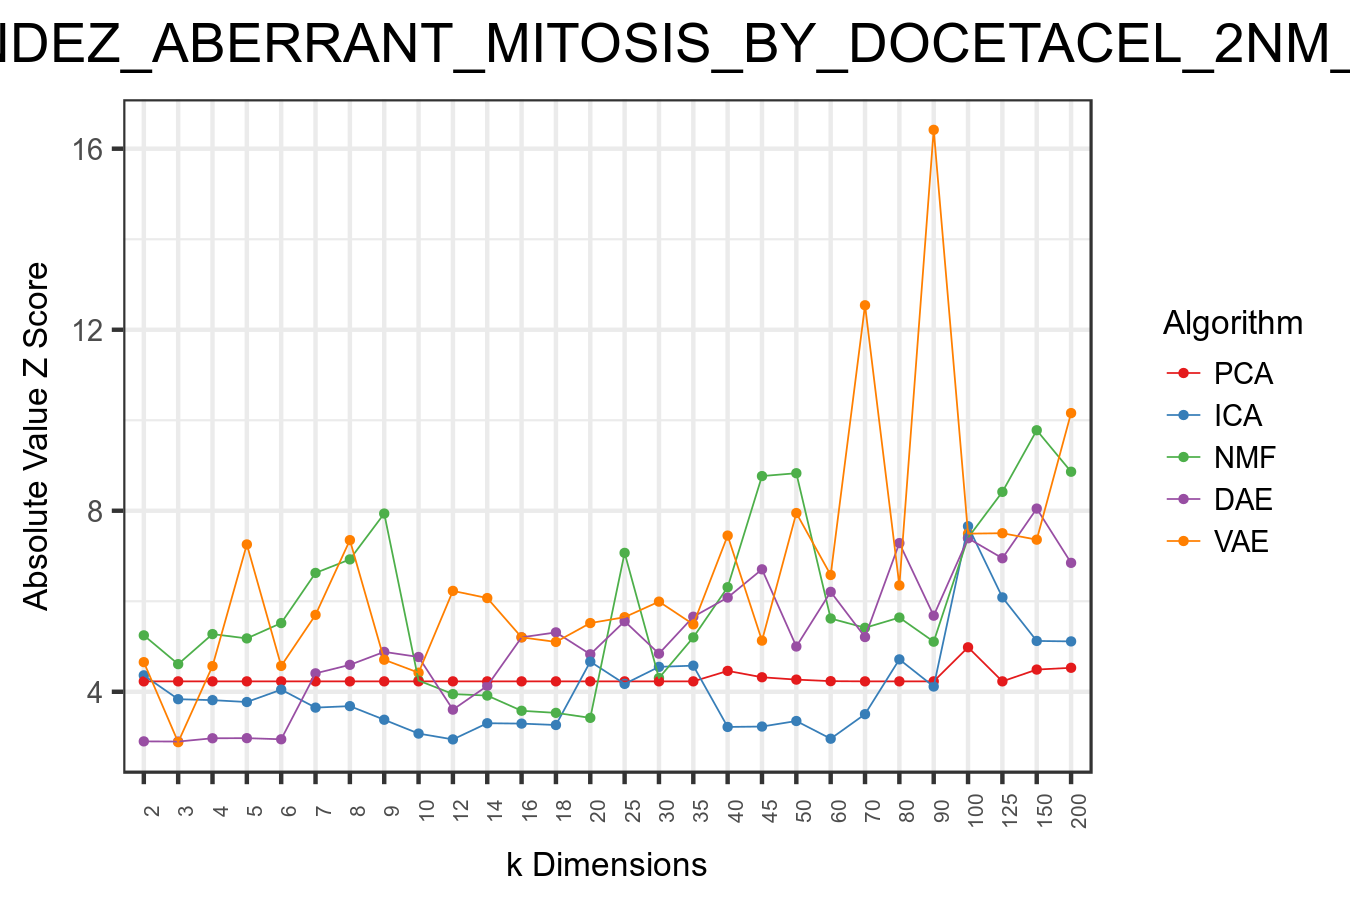 NDEZ_ABERRANT_MITOSIS_BY_DOCETACEL_2NM_
Absolute Value Z Score
16
12
8
4
2 3 4 5 6 7 8 9 10 12 14 16 18 20 25 30 35 40 45 50 60 70 80 90 100 125 150 200
k Dimensions
Algorithm
PCA
ICA
NMF
DAE
VAE